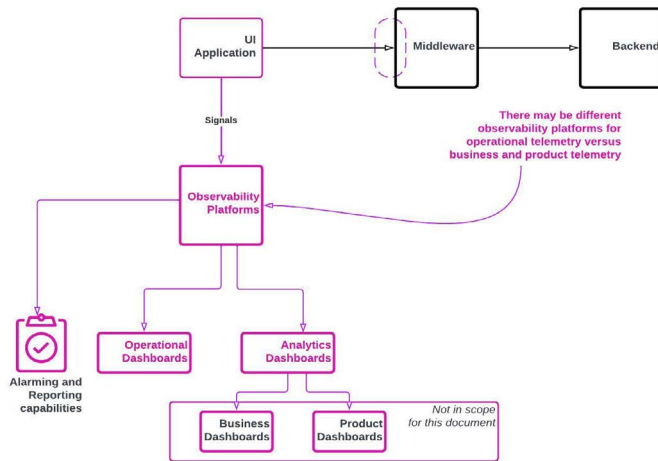 UI
Application
Middleware
Backend
Signals
There may be different
observability platforms for
operational telemetry versus
business and product telemetry
Observability
Platforms
Operational
Dashboards
Analytics
Dashboards
Alarming and
Reporting
capabilities
Business
Dashboards
Product
Dashboards
Not in scope
for this document